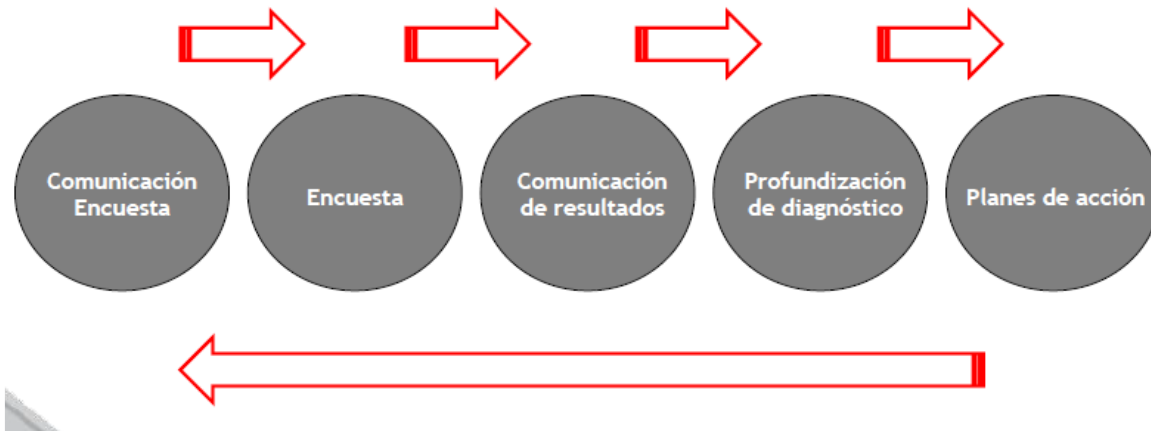 Comunicación
Encuesta
Encuesta
Comunicación
de resultados
Profundización
de diagnóstico
Planes de acción